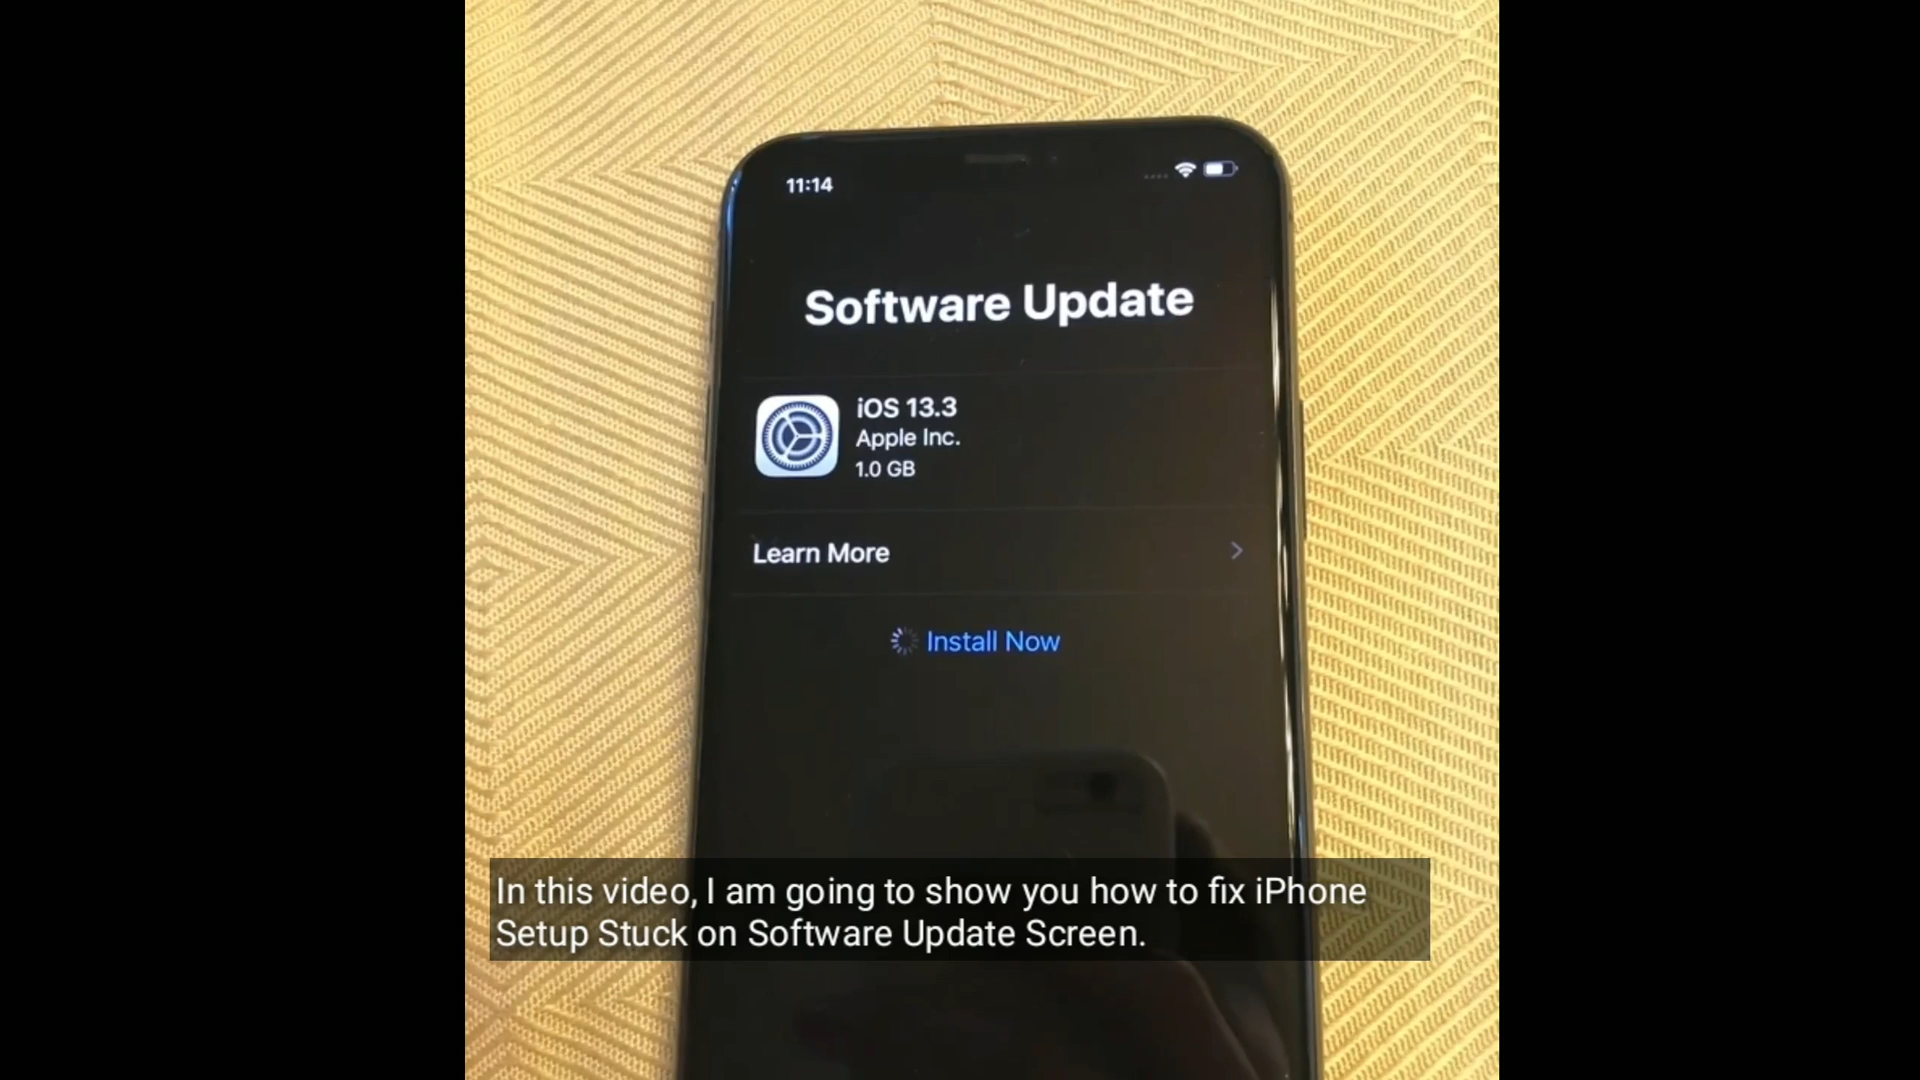 11:14
Software Update
iOS 13.3
Apple Inc.
1.0 GB
Learn More
Install Now
In this video, I am going to show you how to fix iPhone
Setup Stuck on Software Update Screen.